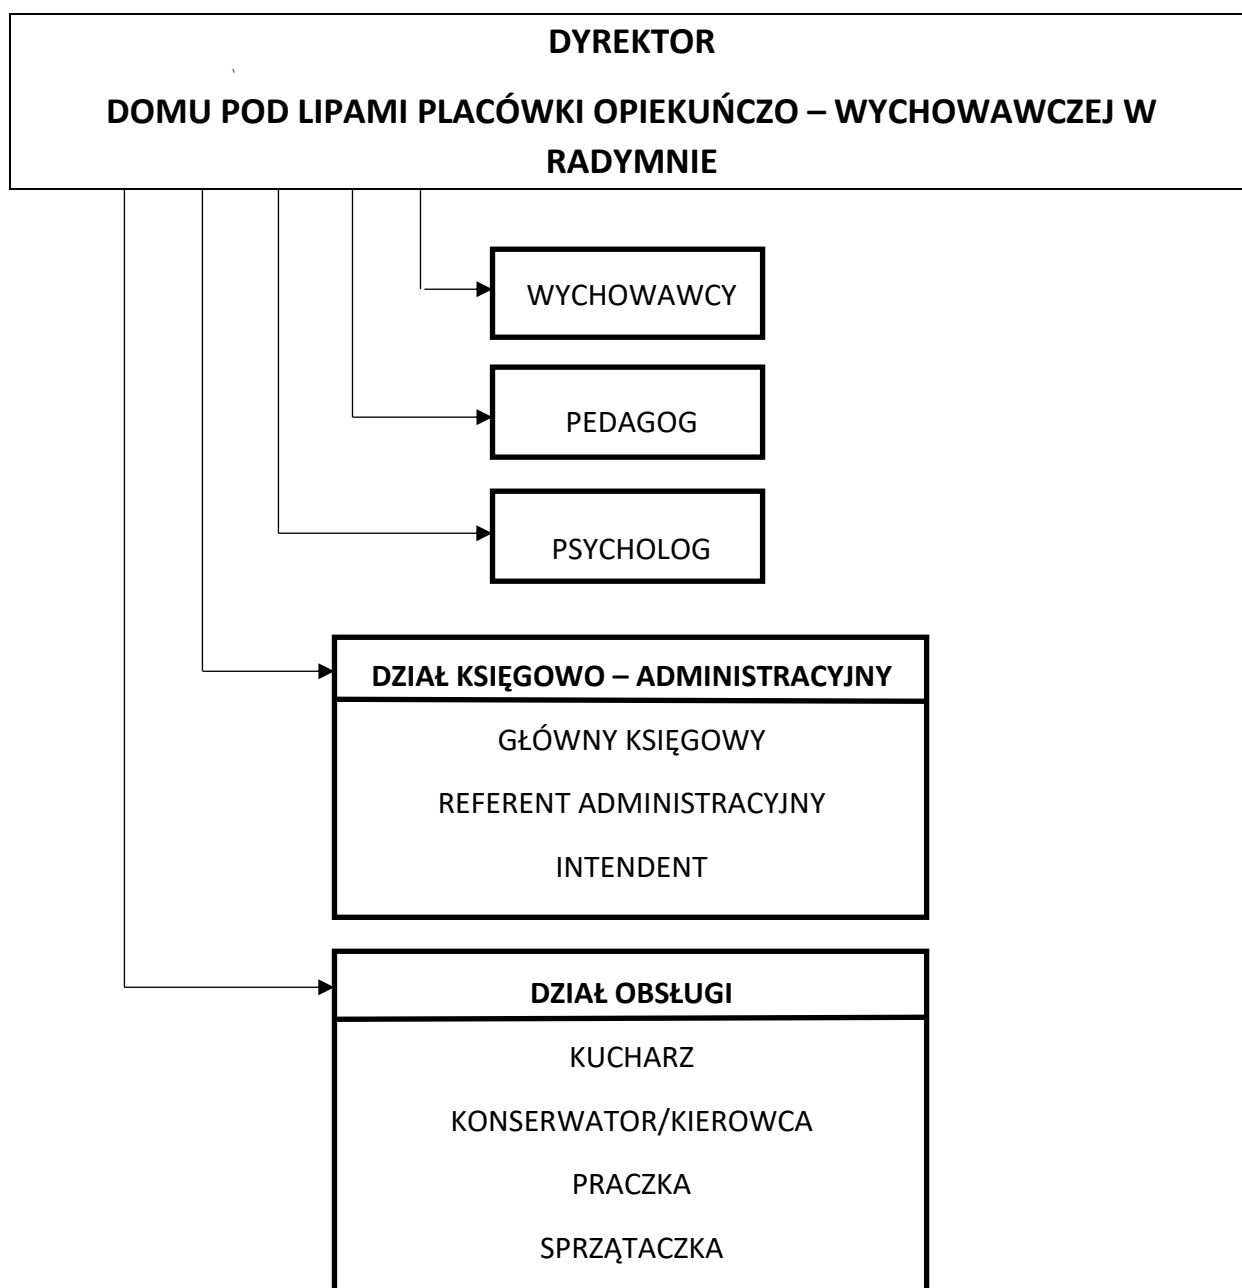 DYREKTOR
DOMU POD LIPAMI PLACÓWKI OPIEKUŃCZO – WYCHOWAWCZEJ W
RADYMNIE
WYCHOWAWCY
PEDAGOG
PSYCHOLOG
DZIAŁ KSIĘGOWO – ADMINISTRACYJNY
GŁÓWNY KSIĘGOWY
REFERENT ADMINISTRACYJNY
INTENDENT
DZIAŁ OBSŁUGI
KUCHARZ
KONSERWATOR/KIEROWCA
PRACZKA
SPRZĄTACZKA